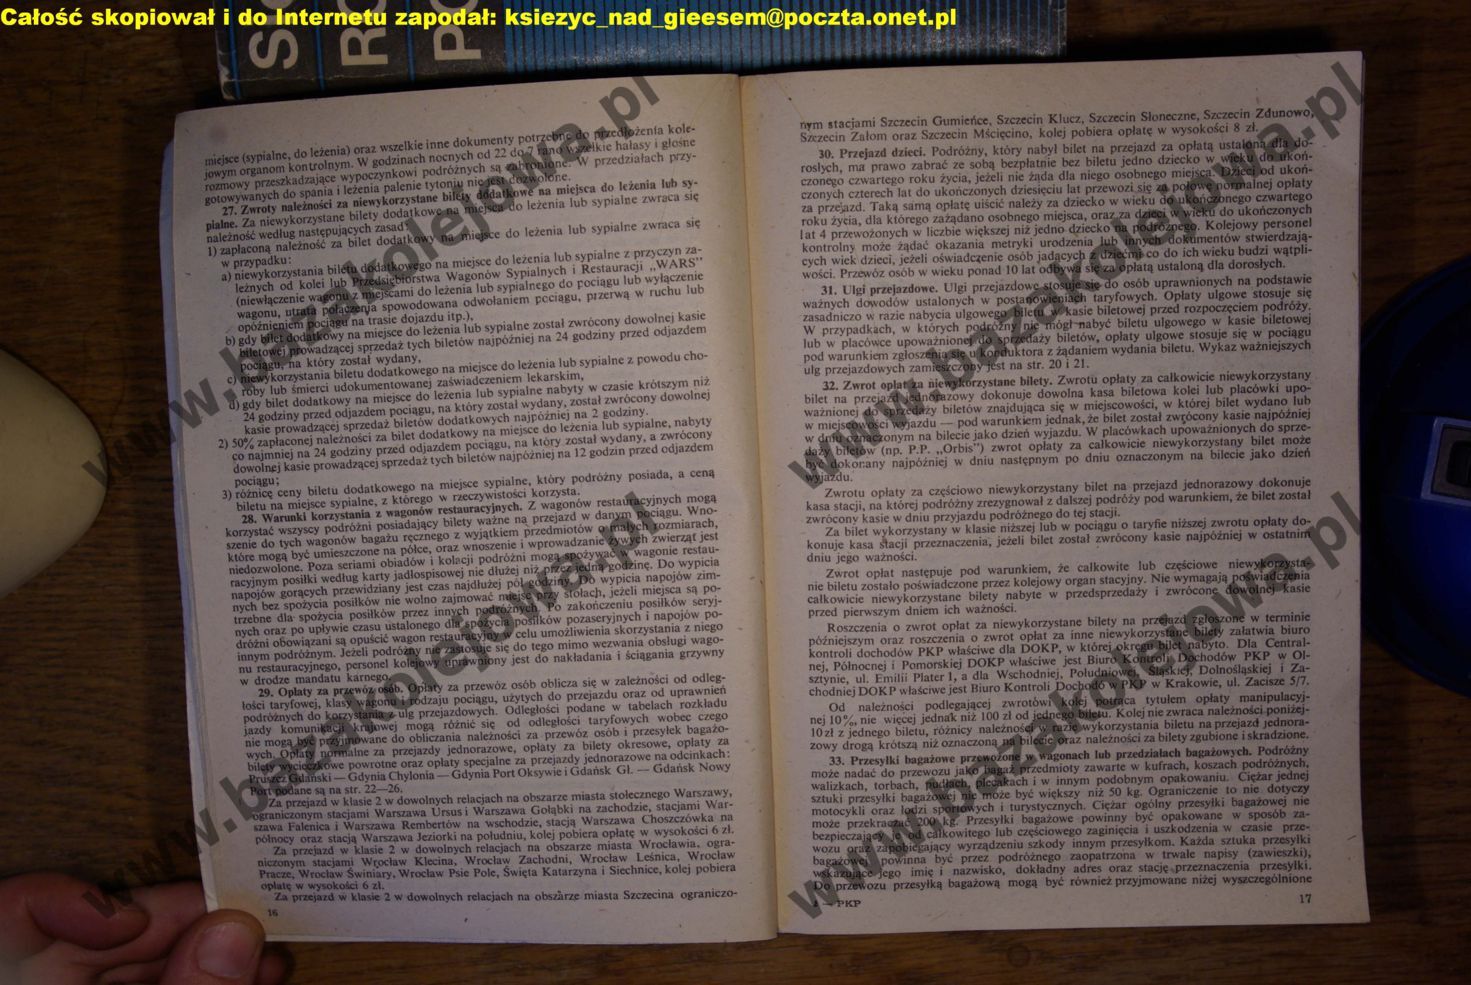 Całość skopiował i do Internetu zapodał: ksiezyc_nad_gieesem@poczta.onet.pl
miejsce (sypialne, do leżenia) oraz wszelkie inne dokumenty potrzebne do przedłożenia kole-
jowym organom kontrolnym. W godzinach nocnych od 22 do 7 rano wszelkie hałasy i głośne
rozmowy przeszkadzające wypoczynkowi podróżnych są zabronione. W przedziałach przy-
gotowywanych do spania i leżenia palenie tytoniu nie jest dozwolone.
27. Zwroty należności za niewykorzystane bilety dodatkowe na miejsca do leżenia lub sy-
pialne. Za niewykorzystane bilety dodatkowe na miejsca do leżenia lub sypialne zwraca się
należność według następujących zasad:
1) zapłaconą należność za bilet dodatkowy na miejsce do leżenia lub sypialne zwraca się
w przypadku:
a) niewykorzystania biletu dodatkowego na miejsce do leżenia lub sypialne z przyczyn za-
leżnych od kolei lub Przedsiębiorstwa Wagonów Sypialnych i Restauracji „WARS”
(niewłączenie wagonu z miejscami do leżenia lub sypialnego do pociągu lub wyłączenie
wagonu, utrata połączenia spowodowana odwołaniem pociągu, przerwą w ruchu lub
opóźnieniem pociągu na trasie dojazdu itp.),
b) gdy bilet dodatkowy na miejsce do leżenia lub sypialne został zwrócony dowolnej kasie
biletowej prowadzącej sprzedaż tych biletów najpóźniej na 24 godziny przed odjazdem
pociągu, na który został wydany,
c) niewykorzystania biletu dodatkowego na miejsce do leżenia lub sypialne z powodu cho-
roby lub śmierci udokumentowanej zaświadczeniem lekarskim,
d) gdy bilet dodatkowy na miejsce do leżenia lub sypialne nabyty w czasie krótszym niż
24 godziny przed odjazdem pociągu, na który został wydany, został zwrócony dowolnej
kasie prowadzącej sprzedaż biletów dodatkowych najpóźniej na 2 godziny.
2) 50% zapłaconej należności za bilet dodatkowy na miejsce do leżenia lub sypialne, nabyty
co najmniej na 24 godziny przed odjazdem pociągu, na który został wydany, a zwrócony
dowolnej kasie prowadzącej sprzedaż tych biletów najpóźniej na 12 godzin przed odjazdem
pociągu;
3) różnicę ceny biletu dodatkowego na miejsce sypialne, który podróżny posiada, a ceną
biletu na miejsce sypialne, z którego w rzeczywistości korzysta.
28. Warunki korzystania z wagonów restauracyjnych. Z wagonów restauracyjnych mogą
korzystać wszyscy podróżni posiadający bilety ważne na przejazd w danym pociągu. Wno-
szenie do tych wagonów bagażu ręcznego z wyjątkiem przedmiotów o małych rozmiarach,
które mogą być umieszczone na półce, oraz wnoszenie i wprowadzanie żywych zwierząt jest
niedozwolone. Poza seriami obiadów i kolacji podróżni mogą spożywać w wagonie restau-
racyjnym posiłki według karty jadłospisowej nie dłużej niż przez jedną godzinę. Do wypicia
napojów gorących przewidziany jest czas najdłużej pół godziny. Do wypicia napojów zim-
nych bez spożycia posiłków nie wolno zajmować miejsc przy stołach, jeżeli miejsca są po-
trzebne dla spożycia posiłków przez innych podróżnych. Po zakończeniu posiłków seryj-
nych oraz po upływie czasu ustalonego dla spożycia posiłków pozaseryjnych i napojów po-
dróżni obowiązani są opuścić wagon restauracyjny w celu umożliwienia skorzystania z niego
innym podróżnym. Jeżeli podróżny nie zastosuje się do tego mimo wezwania obsługi wago-
nu restauracyjnego, personel kolejowy uprawniony jest do nakładania i ściągania grzywny
w drodze mandatu karnego.
29. Opłaty za przewóz osób. Opłaty za przewóz osób oblicza się w zależności od odleg-
łości taryfowej, klasy wagonu i rodzaju pociągu, użytych do przejazdu oraz od uprawnień
podróżnych do korzystania z ulg przejazdowych. Odległości podane w tabelach rozkładu
jazdy komunikacji krajowej mogą różnić się od odległości taryfowych wobec czego
nie mogą być przyjmowane do obliczania należności za przewóz osób i przesyłek bagażo-
wych. Opłaty normalne za przejazdy jednorazowe, opłaty za bilety okresowe, opłaty za
bilety wycieczkowe powrotne oraz opłaty specjalne za przejazdy jednorazowe na odcinkach:
Pruszcz Gdański — Gdynia Chylonia — Gdynia Port Oksywie i Gdańsk Gł. — Gdańsk Nowy
Port podane są na str. 22—26.
Za przejazd w klasie 2 w dowolnych relacjach na obszarze miasta stołecznego Warszawy,
ograniczonym stacjami Warszawa Ursus i Warszawa Gołąbki na zachodzie, stacjami War-
szawa Falenica i Warszawa Rembertów na wschodzie, stacją Warszawa Choszczówka na
północy oraz stacją Warszawa Jeziorki na południu, kolej pobiera opłatę w wysokości 6 zł.
Za przejazd w klasie 2 w dowolnych relacjach na obszarze miasta Wrocławia, ogra-
niczonym stacjami Wrocław Klecina, Wrocław Zachodni, Wrocław Leśnica, Wrocław
Pracze, Wrocław Świniary, Wrocław Psie Pole, Święta Katarzyna i Siechnice, kolej pobiera
opłatę w wysokości 6 zł.
Za przejazd w klasie 2 w dowolnych relacjach na obszarze miasta Szczecina ograniczo-
16
nym stacjami Szczecin Gumieńce, Szczecin Klucz, Szczecin Słoneczne, Szczecin Zdunowo,
Szczecin Załom oraz Szczecin Mścięcino, kolej pobiera opłatę w wysokości 8 zł.
30. Przejazd dzieci. Podróżny, który nabył bilet na przejazd za opłatą ustaloną dla do-
rosłych, ma prawo zabrać ze sobą bezpłatnie bez biletu jedno dziecko w wieku do ukoń-
czonego czwartego roku życia, jeżeli nie żąda dla niego osobnego miejsca. Dzieci od ukoń-
czonych czterech lat do ukończonych dziesięciu lat przewozi się za połowę normalnej opłaty
za przejazd. Taką samą opłatę uiścić należy za dziecko w wieku do ukończonego czwartego
roku życia, dla którego zażądano osobnego miejsca, oraz za dzieci w wieku do ukończonych
lat 4 przewożonych w liczbie większej niż jedno dziecko na podróżnego. Kolejowy personel
kontrolny może żądać okazania metryki urodzenia lub innych dokumentów stwierdzają-
cych wiek dzieci, jeżeli oświadczenie osób jadących z dziećmi co do ich wieku budzi wątpli-
wości. Przewóz osób w wieku ponad 10 lat odbywa się za opłatą ustaloną dla dorosłych.
31. Ulgi przejazdowe. Ulgi przejazdowe stosuje się do osób uprawnionych na podstawie
ważnych dowodów ustalonych w postanowieniach taryfowych. Opłaty ulgowe stosuje się
zasadniczo w razie nabycia ulgowego biletu w kasie biletowej przed rozpoczęciem podróży.
W przypadkach, w których podróżny nie mógł nabyć biletu ulgowego w kasie biletowej
lub w placówce upoważnionej do sprzedaży biletów, opłaty ulgowe stosuje się w pociągu
pod warunkiem zgłoszenia się u konduktora z żądaniem wydania biletu. Wykaz ważniejszych
ulg przejazdowych zamieszczony jest na str. 20 i 21.
32. Zwrot opłat za niewykorzystane bilety. Zwrotu opłaty za całkowicie niewykorzystany
bilet na przejazd jednorazowy dokonuje dowolna kasa biletowa kolei lub placówki upo-
ważnionej do sprzedaży biletów znajdująca się w miejscowości, w której bilet wydano lub
w miejscowości wyjazdu — pod warunkiem jednak, że bilet został zwrócony kasie najpóźniej
w dniu oznaczonym na bilecie jako dzień wyjazdu. W placówkach upoważnionych do sprze-
daży biletów (np. P.P. „Orbis”) zwrot opłaty za całkowicie niewykorzystany bilet może
być dokonany najpóźniej w dniu następnym po dniu oznaczonym na bilecie jako dzień
wyjazdu.
Zwrotu opłaty za częściowo niewykorzystany bilet na przejazd jednorazowy dokonuje
kasa stacji, na której podróżny zrezygnował z dalszej podróży pod warunkiem, że bilet został
zwrócony kasie w dniu przyjazdu podróżnego do tej stacji.
Za bilet wykorzystany w klasie niższej lub w pociągu o taryfie niższej zwrotu opłaty do-
konuje kasa stacji przeznaczenia, jeżeli bilet został zwrócony kasie najpóźniej w ostatnim
dniu jego ważności.
Zwrot opłat następuje pod warunkiem, że całkowite lub częściowe niewykorzysta-
nie biletu zostało poświadczone przez kolejowy organ stacyjny. Nie wymagają poświadczenia
całkowicie niewykorzystane bilety nabyte w przedsprzedaży i zwrócone dowolnej kasie
przed pierwszym dniem ich ważności.
Roszczenia o zwrot opłat za niewykorzystane bilety na przejazd zgłoszone w terminie
późniejszym oraz roszczenia o zwrot opłat za inne niewykorzystane bilety załatwia biuro
kontroli dochodów PKP właściwe dla DOKP, w której okręgu bilet nabyto. Dla Central-
nej, Północnej i Pomorskiej DOKP właściwe jest Biuro Kontroli Dochodów PKP w Ol-
sztynie, ul. Emilii Plater 1, a dla Wschodniej, Południowej, Śląskiej, Dolnośląskiej i Za-
chodniej DOKP właściwe jest Biuro Kontroli Dochodów PKP w Krakowie, ul. Zacisze 5/7.
Od należności podlegającej zwrotowi kolej potrąca tytułem opłaty manipulacyj-
nej 10%, nie więcej jednak niż 100 zł od jednego biletu. Kolej nie zwraca należności poniżej-
10 zł z jednego biletu, różnicy należności w razie wykorzystania biletu na przejazd jednora-
zowy drogą krótszą niż oznaczona na bilecie oraz należności za bilety zgubione i skradzione.
33. Przesyłki bagażowe przewożone w wagonach lub przedziałach bagażowych. Podróżny
może nadać do przewozu jako bagaż przedmioty zawarte w kufrach, koszach podróżnych,
walizkach, torbach, pudłach, plecakach i w innym podobnym opakowaniu. Ciężar jednej
sztuki przesyłki bagażowej nie może być większy niż 50 kg. Ograniczenie to nie dotyczy
motocykli oraz łodzi sportowych i turystycznych. Ciężar ogólny przesyłki bagażowej nie
może przekraczać 200 kg. Przesyłki bagażowe powinny być opakowane w sposób za-
bezpieczający je od całkowitego lub częściowego zaginięcia i uszkodzenia w czasie prze-
wozu oraz zapobiegający wyrządzeniu szkody innym przesyłkom. Każda sztuka przesyłki
bagażowej powinna być przez podróżnego zaopatrzona w trwałe napisy (zawieszki),
wskazujące jego imię i nazwisko, dokładny adres oraz stację przeznaczenia przesyłki.
Do przewozu przesyłką bagażową mogą być również przyjmowane niżej wyszczególnione
— PKP
17
www.bazakolejowa.pl
www.bazakolejowa.pl
www.bazakolejowa.pl
www.bazakolejowa.pl